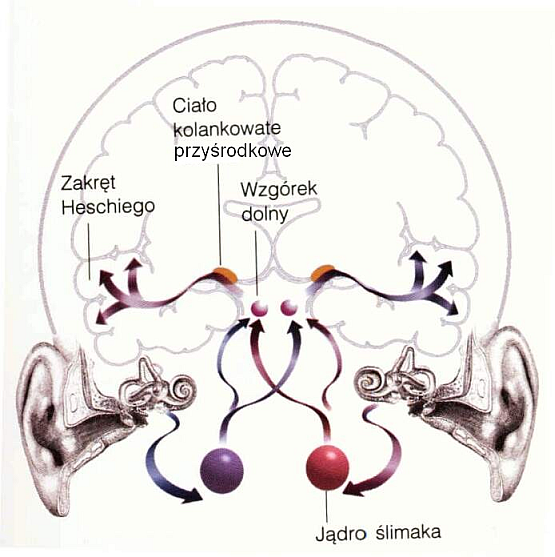 Ciało
kolankowate
przyśrodkowe
Zakręt
Heschiego
Wzgórek
dolny
Jądro ślimaka